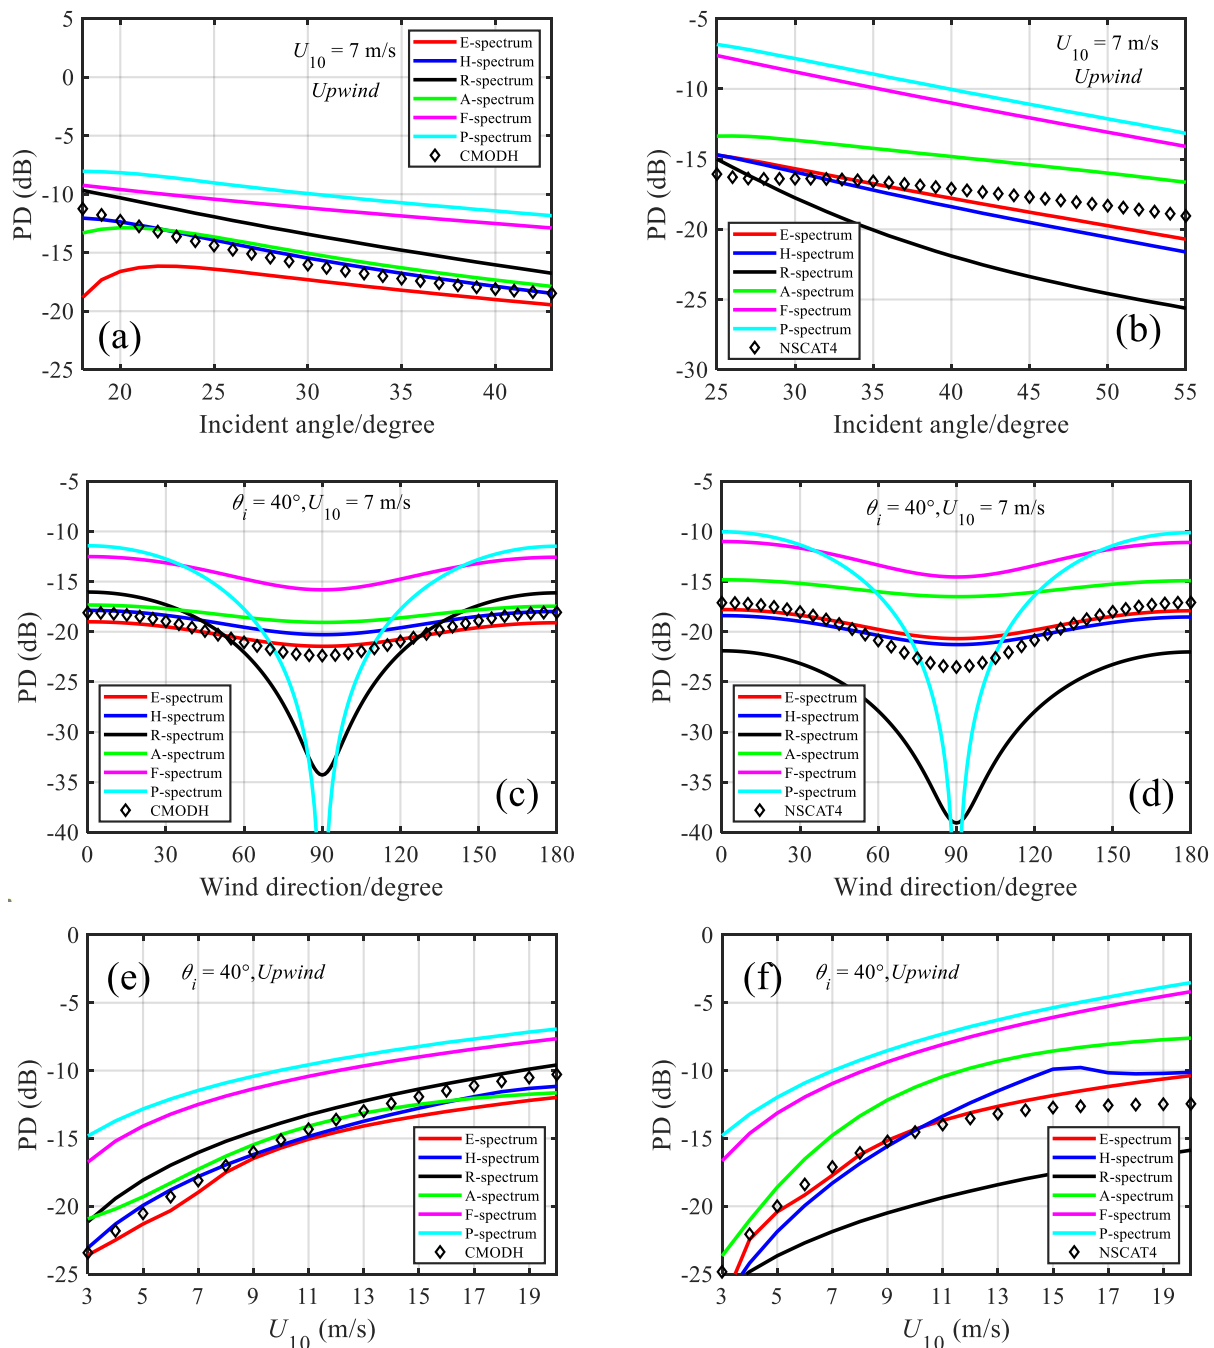 5
0
-5
-10
-15
-20
-25
PD (dB)
U10 = 7 m/s
Upwind
E-spectrum
H-spectrum
R-spectrum
A-spectrum
F-spectrum
P-spectrum
CMODH
(a)
20 25 30 35 40
Incident angle/degree
-5
-10
-15
-20
-25
-30
PD (dB)
U10 = 7 m/s
Upwind
E-spectrum
H-spectrum
R-spectrum
A-spectrum
F-spectrum
P-spectrum
NSCAT4
(b)
25 30 35 40 45 50 55
Incident angle/degree
-5
-10
-15
-20
-25
-30
-35
-40
PD (dB)
θi = 40°, U10 = 7 m/s
E-spectrum
H-spectrum
R-spectrum
A-spectrum
F-spectrum
P-spectrum
CMODH
(c)
0 30 60 90 120 150 180
Wind direction/degree
-5
-10
-15
-20
-25
-30
-35
-40
PD (dB)
θi = 40°, U10 = 7 m/s
E-spectrum
H-spectrum
R-spectrum
A-spectrum
F-spectrum
P-spectrum
NSCAT4
(d)
0 30 60 90 120 150 180
Wind direction/degree
0
-5
-10
-15
-20
-25
PD (dB)
(e)
θi = 40°, Upwind
E-spectrum
H-spectrum
R-spectrum
A-spectrum
F-spectrum
P-spectrum
CMODH
3 5 7 9 11 13 15 17 19
U10 (m/s)
0
-5
-10
-15
-20
-25
PD (dB)
(f)
θi = 40°, Upwind
E-spectrum
H-spectrum
R-spectrum
A-spectrum
F-spectrum
P-spectrum
NSCAT4
3 5 7 9 11 13 15 17 19
U10 (m/s)